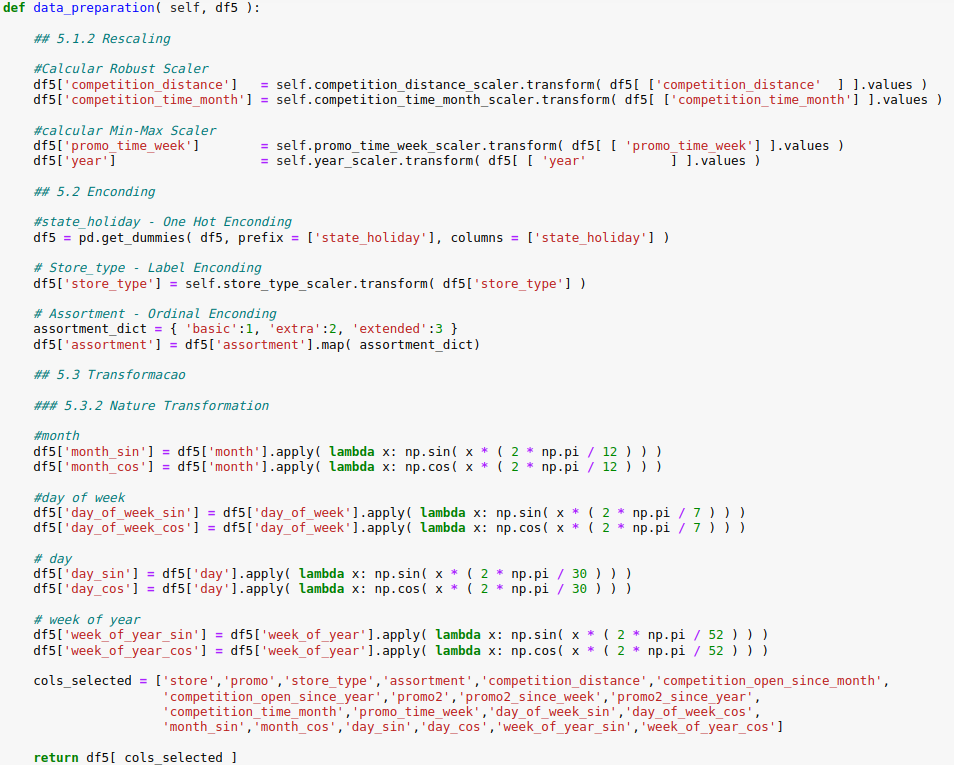 def data_preparation( self, df5 ):
## 5.1.2 Rescaling
#Calcular Robust Scaler
df5['competition_distance']   = self.competition_distance_scaler.transform( df5[ ['competition_distance'  ] ].values )
df5['competition_time_month'] = self.competition_time_month_scaler.transform( df5[ ['competition_time_month'] ].values )
#calcular Min-Max Scaler
df5['promo_time_week']        = self.promo_time_week_scaler.transform( df5[ [ 'promo_time_week'] ].values )
df5['year']                   = self.year_scaler.transform( df5[ [ 'year'           ] ].values )
## 5.2 Enconding
#state_holiday - One Hot Enconding
df5 = pd.get_dummies( df5, prefix = ['state_holiday'], columns = ['state_holiday'] )
# Store_type - Label Enconding
df5['store_type'] = self.store_type_scaler.transform( df5['store_type'] )
# Assortment - Ordinal Enconding
assortment_dict = { 'basic':1, 'extra':2, 'extended':3 }
df5['assortment'] = df5['assortment'].map( assortment_dict)
## 5.3 Transformacao
### 5.3.2 Nature Transformation
#month
df5['month_sin'] = df5['month'].apply( lambda x: np.sin( x * ( 2 * np.pi / 12 ) ) )
df5['month_cos'] = df5['month'].apply( lambda x: np.cos( x * ( 2 * np.pi / 12 ) ) )
#day of week
df5['day_of_week_sin'] = df5['day_of_week'].apply( lambda x: np.sin( x * ( 2 * np.pi / 7 ) ) )
df5['day_of_week_cos'] = df5['day_of_week'].apply( lambda x: np.cos( x * ( 2 * np.pi / 7 ) ) )
# day
df5['day_sin'] = df5['day'].apply( lambda x: np.sin( x * ( 2 * np.pi / 30 ) ) )
df5['day_cos'] = df5['day'].apply( lambda x: np.cos( x * ( 2 * np.pi / 30 ) ) )
# week of year
df5['week_of_year_sin'] = df5['week_of_year'].apply( lambda x: np.sin( x * ( 2 * np.pi / 52 ) ) )
df5['week_of_year_cos'] = df5['week_of_year'].apply( lambda x: np.cos( x * ( 2 * np.pi / 52 ) ) )
cols_selected = ['store','promo','store_type','assortment','competition_distance','competition_open_since_month',
'competition_open_since_year','promo2','promo2_since_week','promo2_since_year',
'competition_time_month','promo_time_week','day_of_week_sin','day_of_week_cos',
'month_sin','month_cos','day_sin','day_cos','week_of_year_sin','week_of_year_cos']
return df5[ cols_selected ]